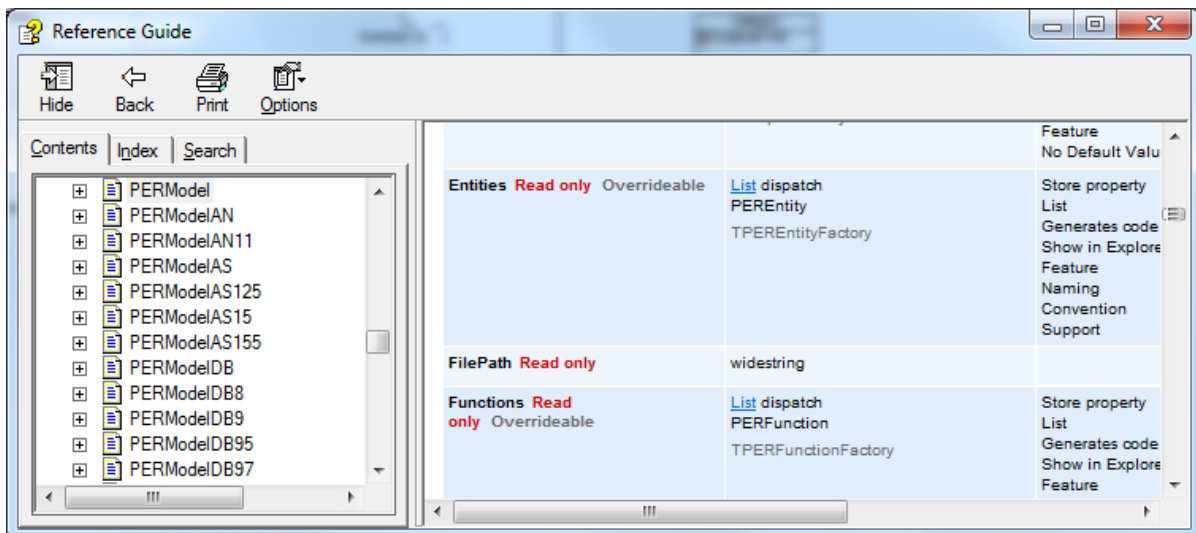 Reference Guide
Hide Back Print Options
Contents Index Search
PERModel
PERModelAN
PERModelAN11
PERModelAS
PERModelAS125
PERModelAS15
PERModelAS155
PERModelDB
PERModelDB8
PERModelDB9
PERModelDB95
PERModelDB97
Feature
No Default Valu
Entities Read only Overrideable
List dispatch
PEREntity
TPEREntityFactory
Store property
List
Generates code
Show in Explore
Feature
Naming
Convention
Support
FilePath Read only
widestring
Functions Read
only Overrideable
List dispatch
PERFunction
TPERFunctionFactory
Store property
List
Generates code
Show in Explore
Feature